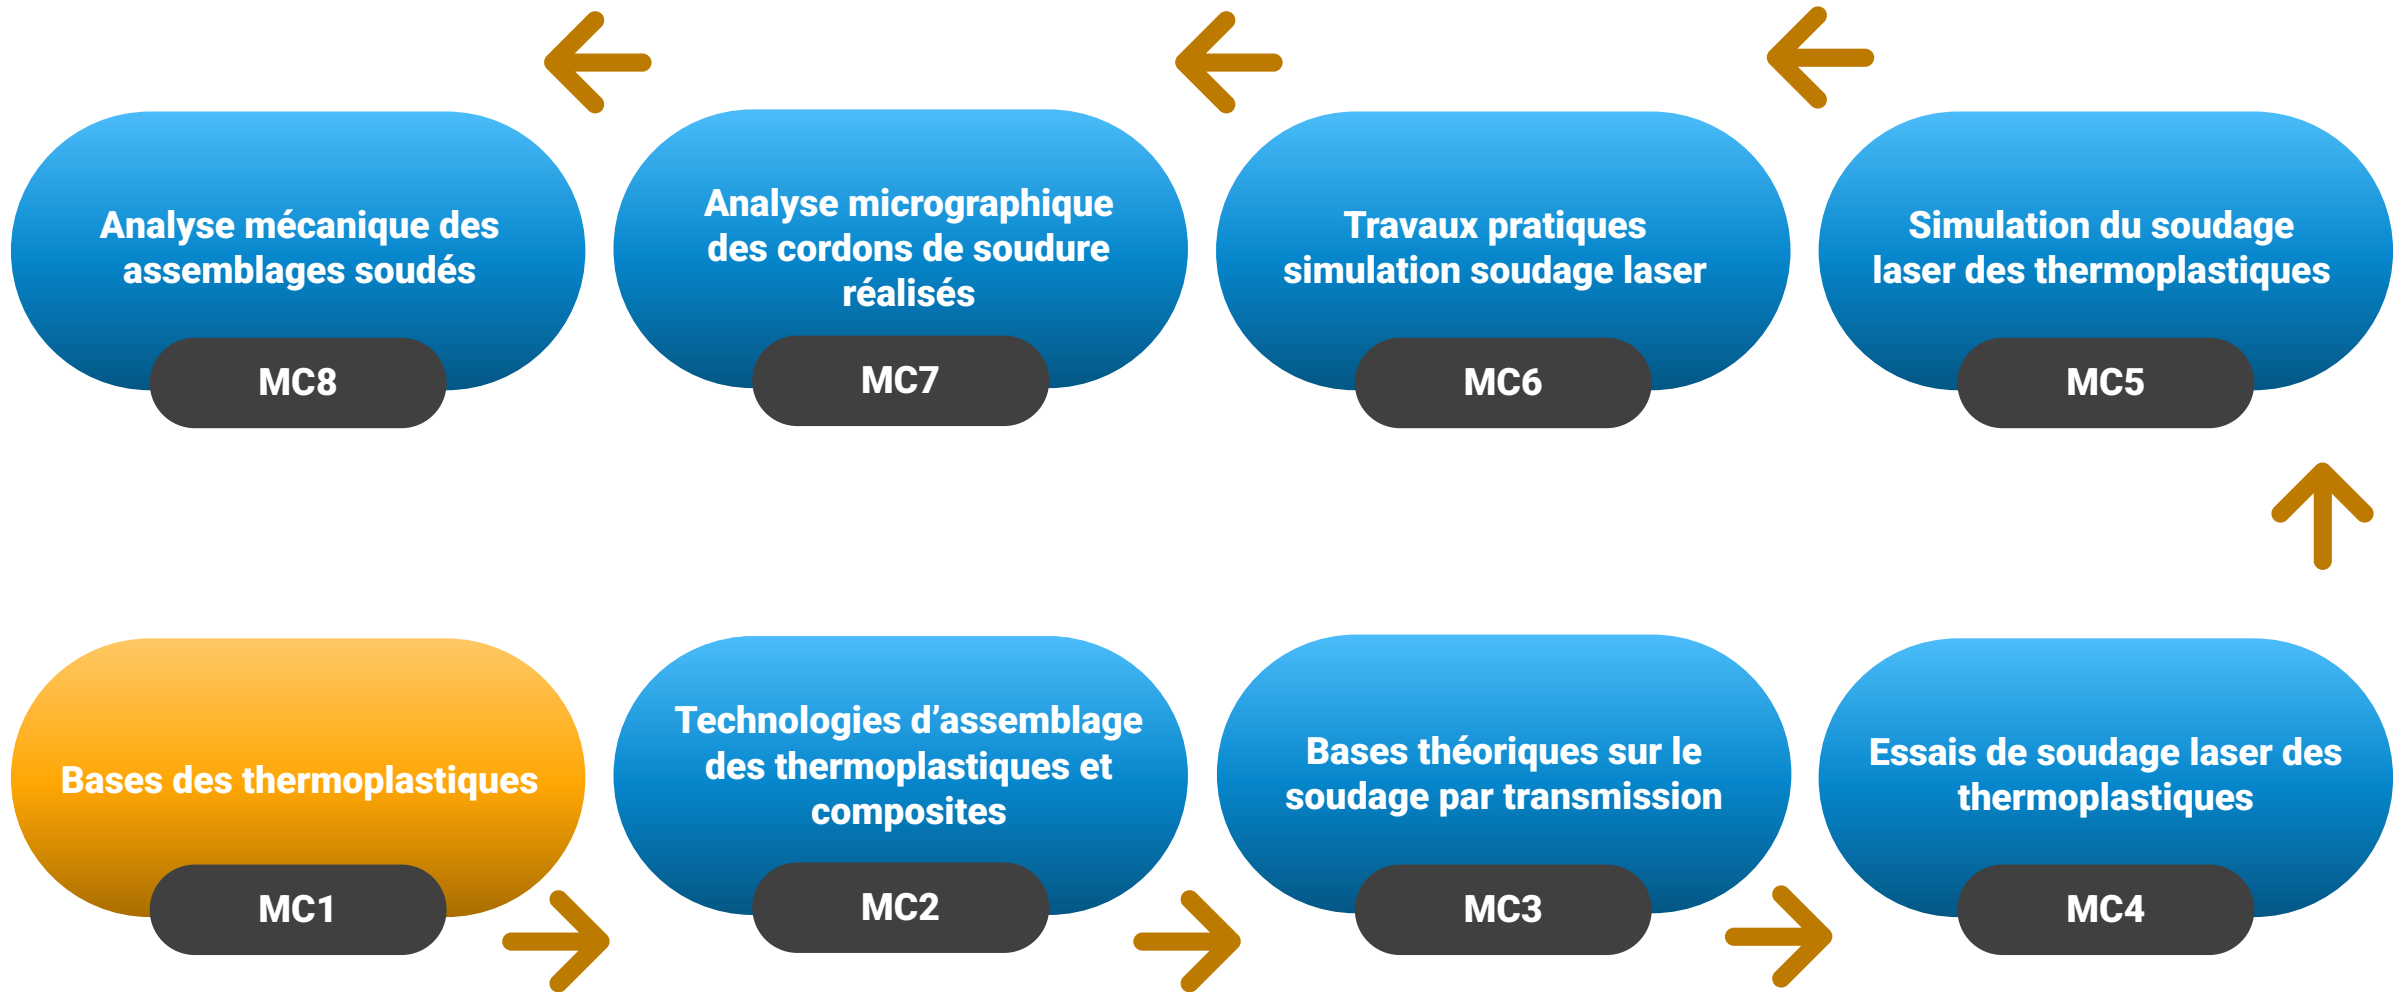 Analyse mécanique des
assemblages soudés
MC8
Analyse micrographique
des cordons de soudure
réalisés
MC7
Travaux pratiques
simulation soudage laser
MC6
Simulation du soudage
laser des thermoplastiques
MC5
Bases des thermoplastiques
MC1
Technologies d’assemblage
des thermoplastiques et
composites
MC2
Bases théoriques sur le
soudage par transmission
MC3
Essais de soudage laser des
thermoplastiques
MC4